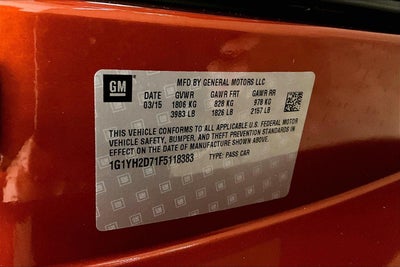 GM
MFD BY GENERAL MOTORS LLC
03/15 GVWR GAWR FRT GAWR RR
1806 KG 828 KG 978 KG
3983 LB 1826 LB 2157 LB
THIS VEHICLE CONFORMS TO ALL APPLICABLE U.S. FEDERAL MOTOR
VEHICLE SAFETY, BUMPER, AND THEFT PREVENTION STANDARDS IN
EFFECT ON THE DATE OF MANUFACTURE SHOWN ABOVE.
1G1YH2D71F5118383 TYPE: PASS CAR